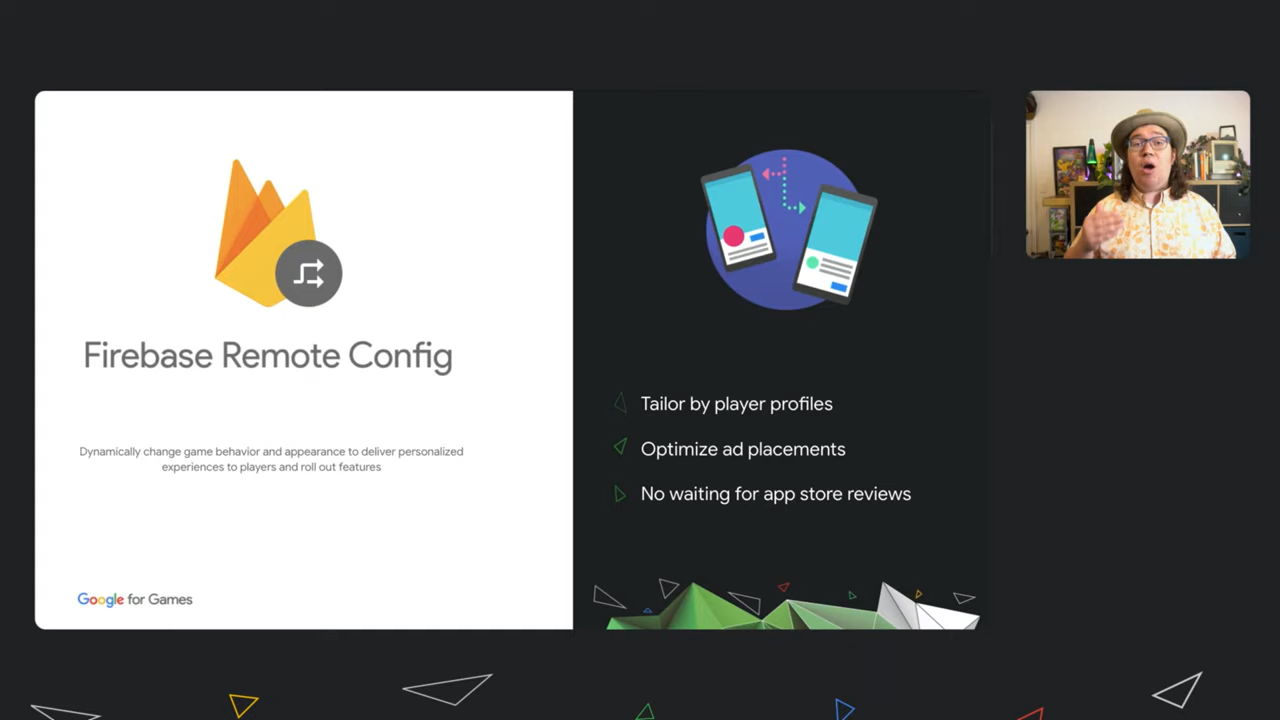 Firebase Remote Config
Dynamically change game behavior and appearance to deliver personalized
experiences to players and roll out features
Google for Games
Tailor by player profiles
Optimize ad placements
No waiting for app store reviews